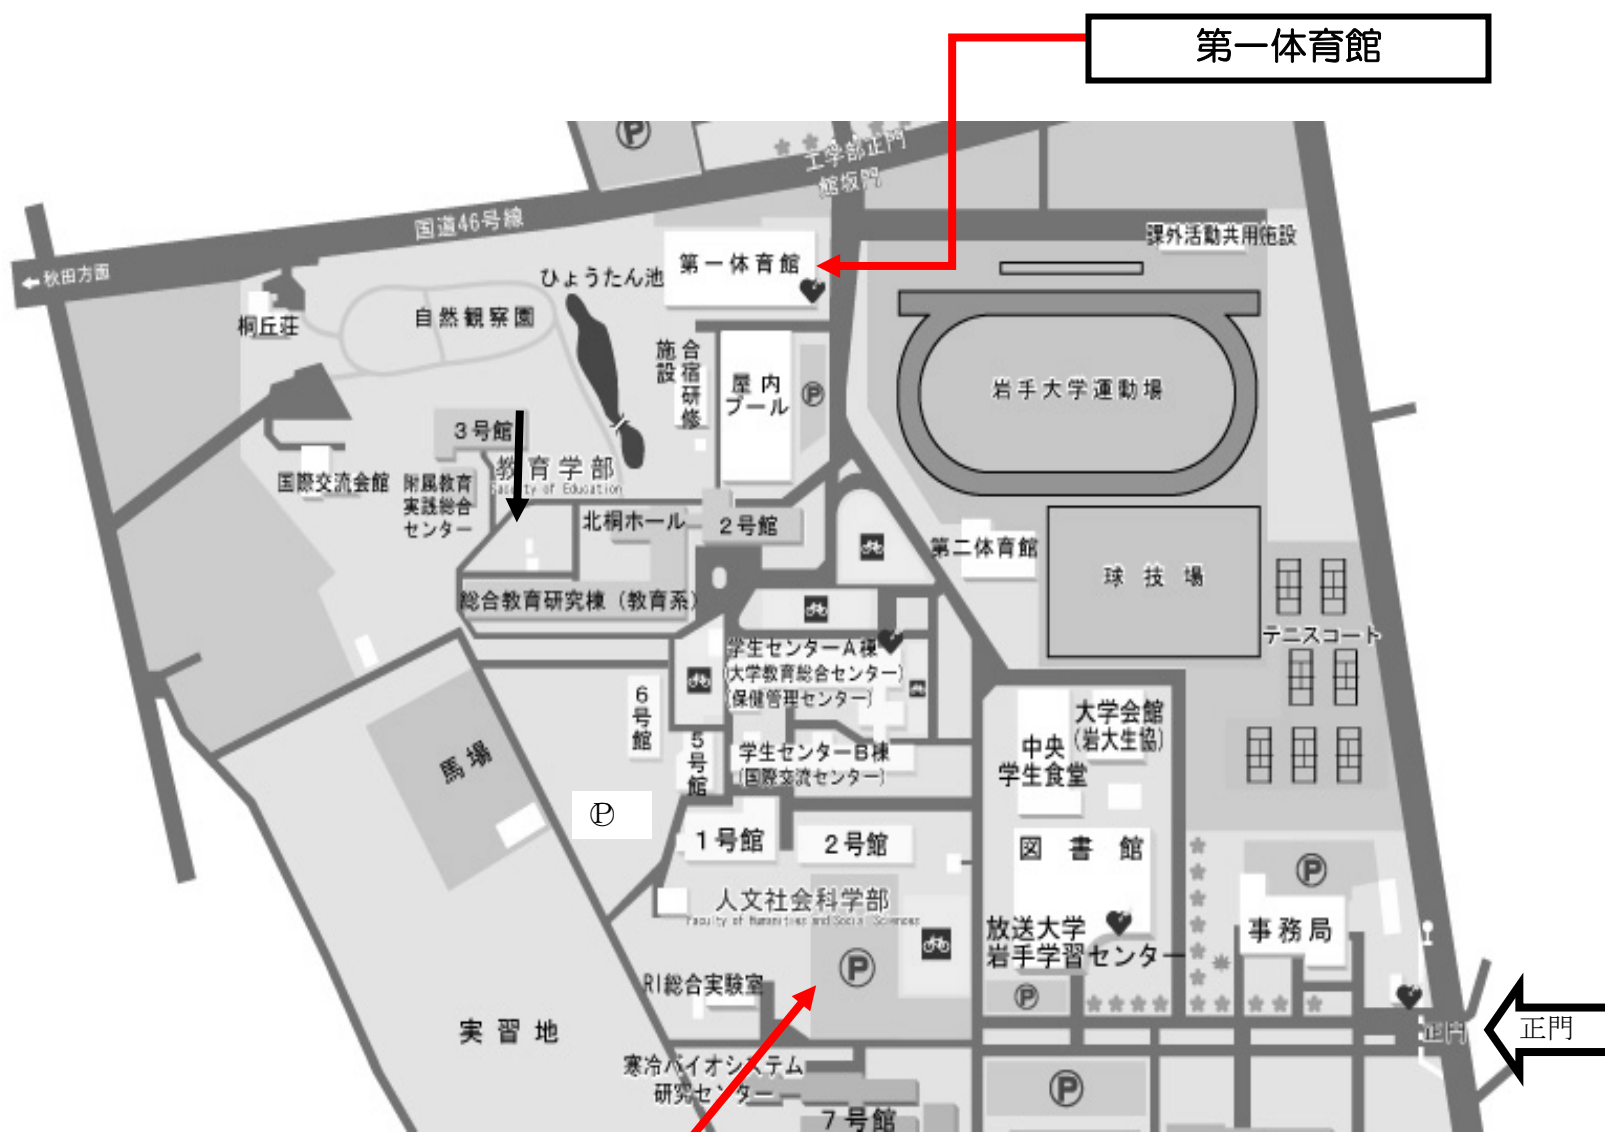 第一体育館
Ⓟ
工学部正門
館坂門
国道46号線
←秋田方面
課外活動共用施設
第一体育館
ひょうたん池
自然観察園
桐丘荘
合宿研修
施設
屋内
プール
Ⓟ
岩手大学運動場
3号館
教育学部
Faculty of Education
国際交流会館
附属教育
実践総合
センター
北桐ホール
2号館
第二体育館
球技場
総合教育研究棟（教育系）
テニスコート
学生センターA棟
(大学教育総合センター)
(保健管理センター)
6号館
5号館
学生センターB棟
(国際交流センター)
大学会館
(岩大生協)
中央
学生食堂
馬場
Ⓟ
1号館
2号館
図書館
Ⓟ
人文社会科学部
Faculty of Humanities and Social Sciences
放送大学
岩手学習センター
事務局
Ⓟ
RI総合実験室
Ⓟ
実習地
正門
正門
寒冷バイオシステム
研究センター
Ⓟ
7号館